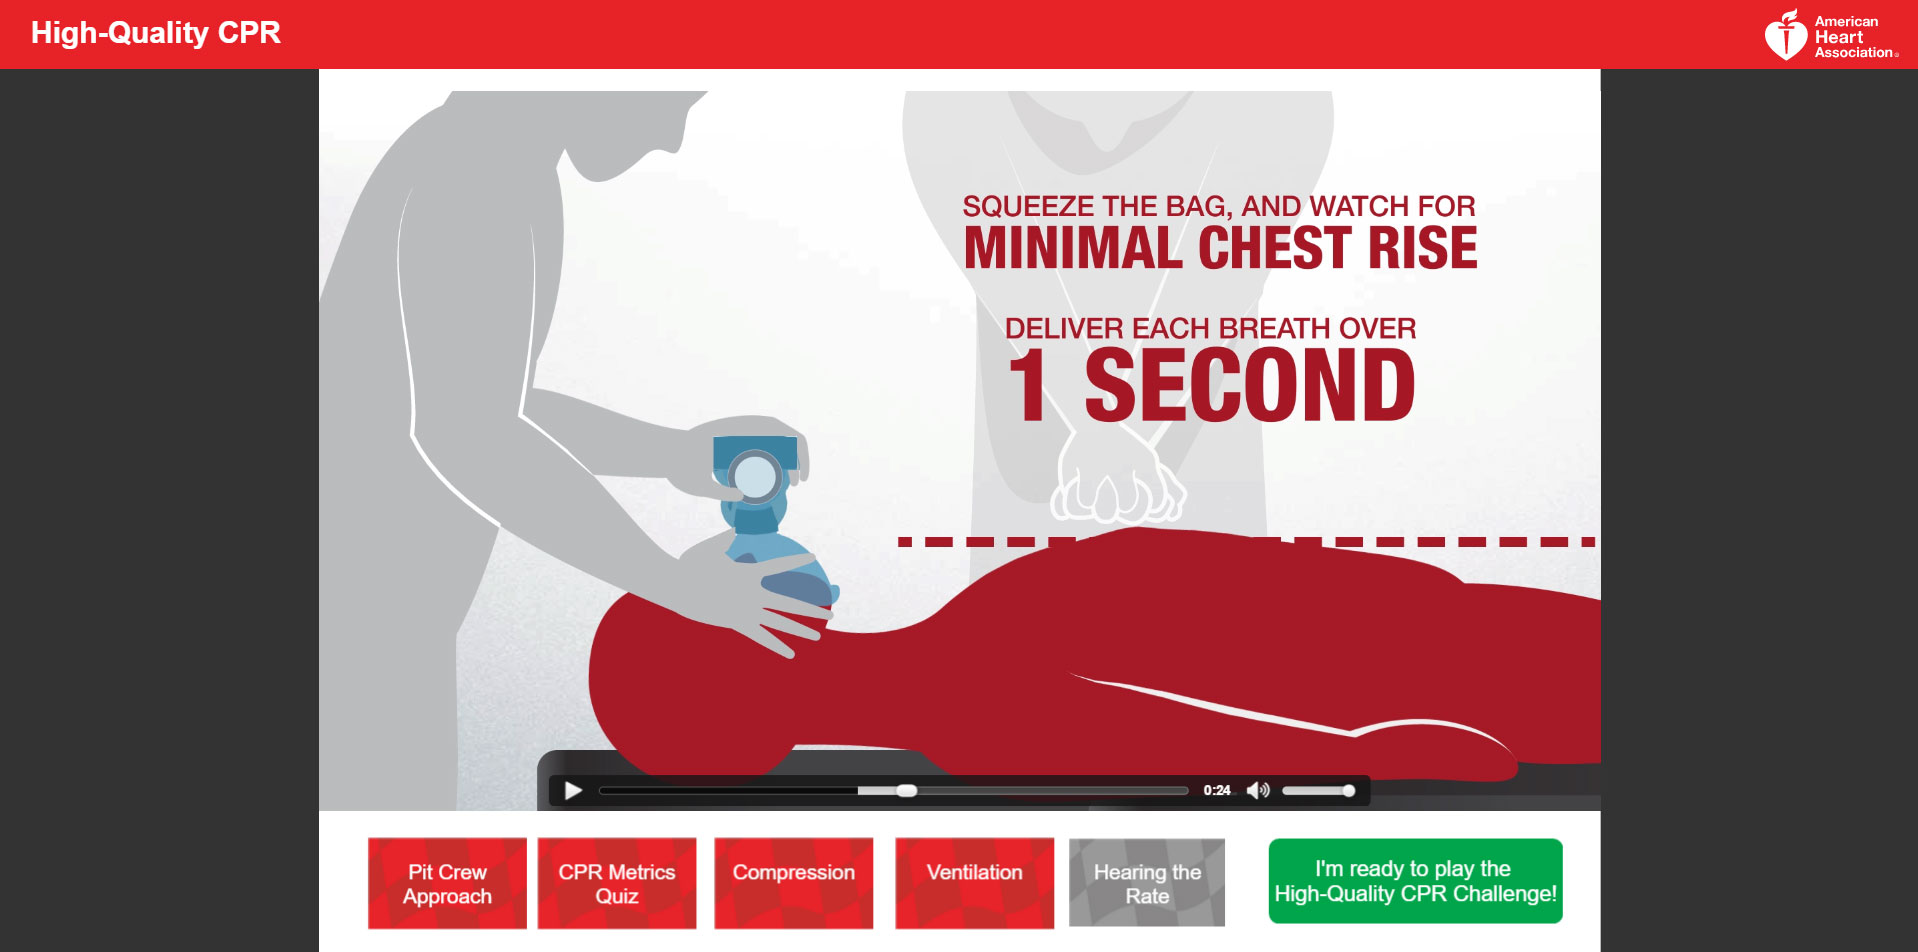 High-Quality CPR
American
Heart
Association®
SQUEEZE THE BAG, AND WATCH FOR
MINIMAL CHEST RISE
DELIVER EACH BREATH OVER
1 SECOND
0:24
Pit Crew
Approach
CPR Metrics
Quiz
Compression
Ventilation
Hearing the
Rate
I'm ready to play the
High-Quality CPR Challenge!